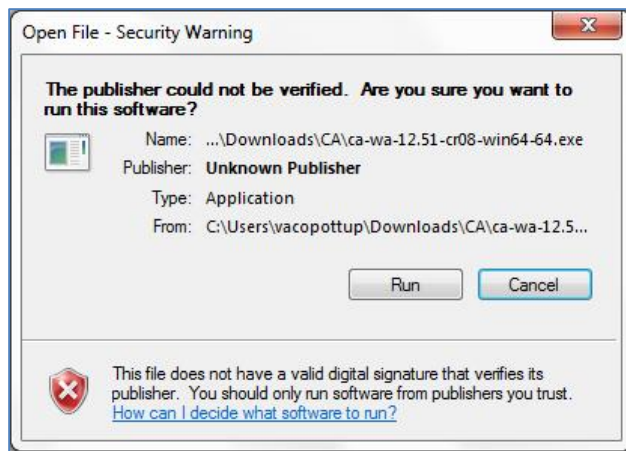 Open File - Security Warning
The publisher could not be verified. Are you sure you want to
run this software?
Name: ...\Downloads\CA\ca-wa-12.51-cr08-win64-64.exe
Publisher: Unknown Publisher
Type: Application
From: C:\Users\vacopottup\Downloads\CA\ca-wa-12.5...
Run Cancel
This file does not have a valid digital signature that verifies its
publisher. You should only run software from publishers you trust.
How can I decide what software to run?